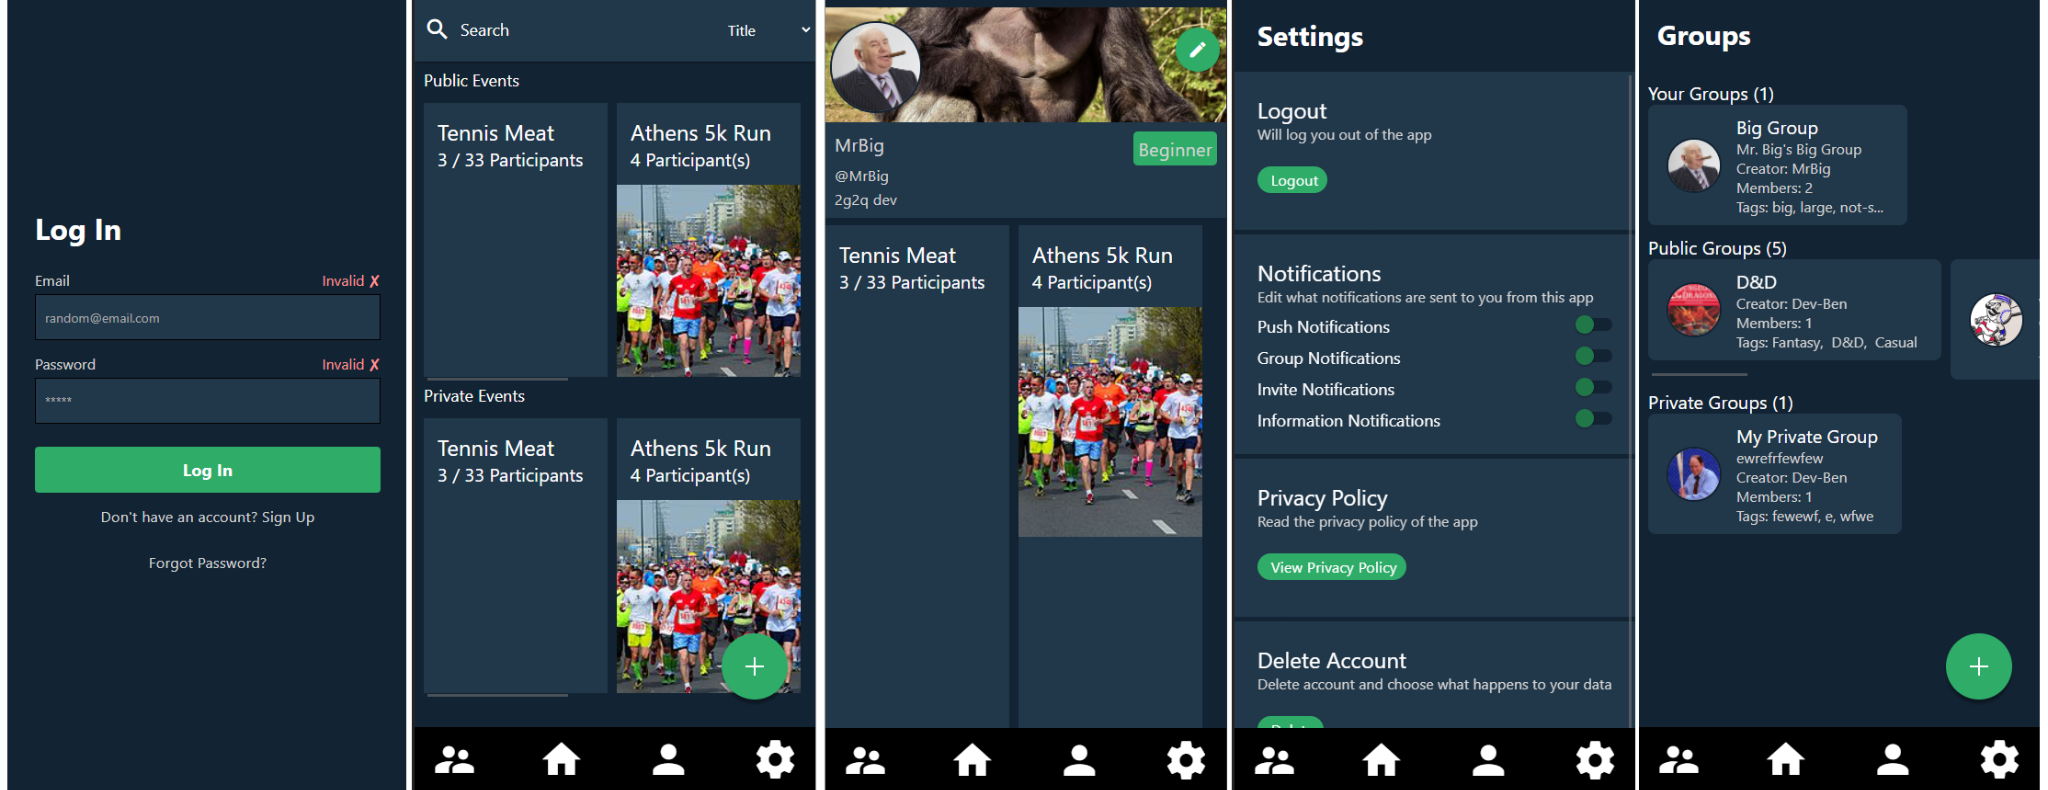 Log In
Email
Invalid ✗
random@email.com
Password
Invalid ✗
*****
Log In
Don't have an account? Sign Up
Forgot Password?
Search
Title
Public Events
Tennis Meat
3 / 33 Participants
Athens 5k Run
4 Participant(s)
Private Events
Tennis Meat
3 / 33 Participants
Athens 5k Run
4 Participant(s)
MrBig
Beginner
@MrBig
2g2q dev
Tennis Meat
3 / 33 Participants
Athens 5k Run
4 Participant(s)
Settings
Logout
Will log you out of the app
Logout
Notifications
Edit what notifications are sent to you from this app
Push Notifications
Group Notifications
Invite Notifications
Information Notifications
Privacy Policy
Read the privacy policy of the app
View Privacy Policy
Delete Account
Delete account and choose what happens to your data
Groups
Your Groups (1)
Big Group
Mr. Big's Big Group
Creator: MrBig
Members: 2
Tags: big, large, not-s...
Public Groups (5)
D&D
Creator: Dev-Ben
Members: 1
Tags: Fantasy, D&D, Casual
Private Groups (1)
My Private Group
ewrefrfewfew
Creator: Dev-Ben
Members: 1
Tags: fewewf, e, wfwe